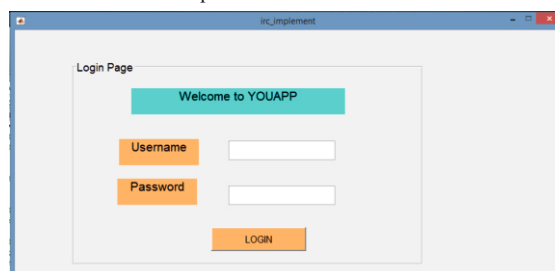 irc_implement
Login Page
Welcome to YOUAPP
Username
Password
LOGIN